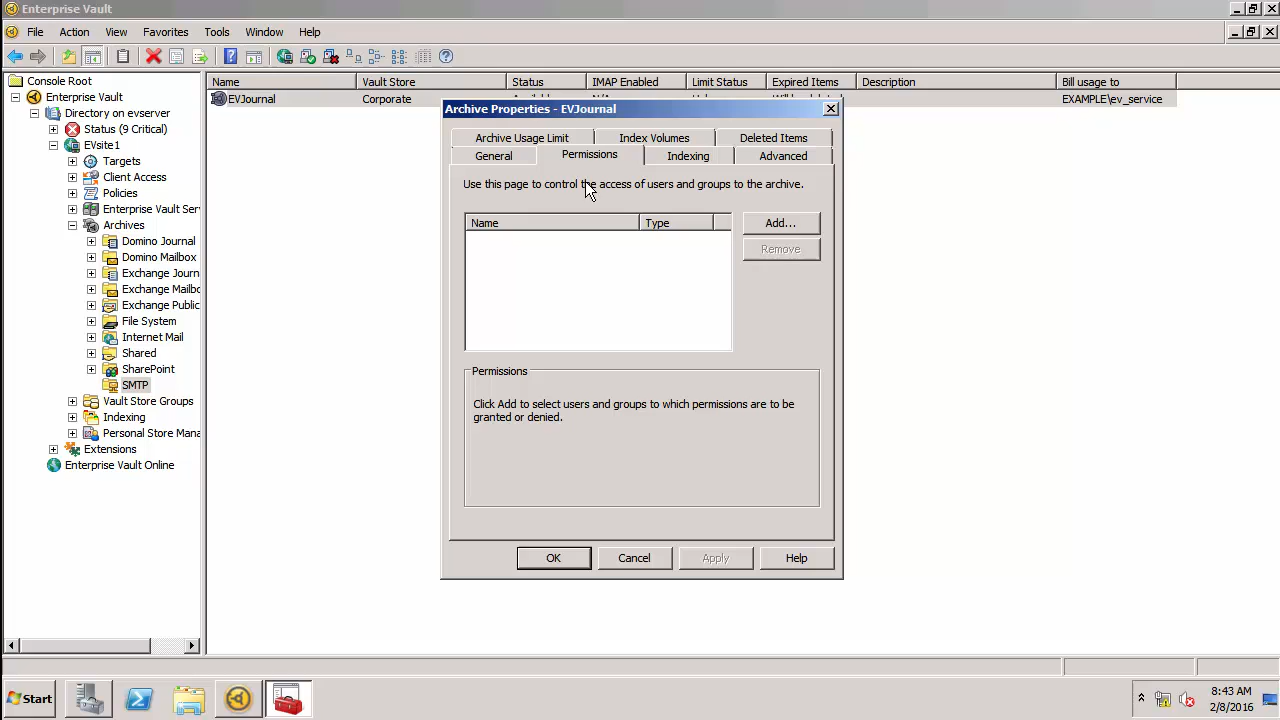 Enterprise Vault
File Action View Favorites Tools Window Help
Console Root
Enterprise Vault
Directory on evserver
Status (9 Critical)
EVsite1
Targets
Client Access
Policies
Enterprise Vault Ser
Archives
Domino Journal
Domino Mailbox
Exchange Journ
Exchange Mailbo
Exchange Public
File System
Internet Mail
Shared
SharePoint
SMTP
Vault Store Groups
Indexing
Personal Store Mana
Extensions
Enterprise Vault Online
Name Vault Store Status IMAP Enabled Limit Status Expired Items Description Bill usage to
EVJournal Corporate EXAMPLE\ev_service
Archive Properties - EVJournal
Archive Usage Limit Index Volumes Deleted Items
General Permissions Indexing Advanced
Use this page to control the access of users and groups to the archive.
Name Type
Add...
Remove
Permissions
Click Add to select users and groups to which permissions are to be
granted or denied.
OK Cancel Apply Help
Start
8:43 AM
2/8/2016